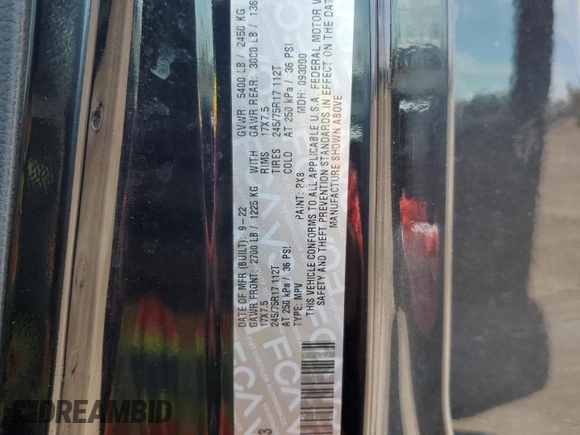 DATE OF MFR (BUILT): 9-22 GVWR: 5400 LB / 2450 KG
GAWR FRONT: 2700 LB / 1225 KG WITH GAWR REAR: 3000 LB / 136
17X7.5 RIMS 17X7.5
245/75R17 112T TIRES 245/75R17 112T
AT 250 kPa / 36 PSI COLD AT 250 kPa / 36 PSI
TYPE: MPV PAINT: PX8 MDH: 093000
THIS VEHICLE CONFORMS TO ALL APPLICABLE U.S.A. FEDERAL MOTOR V
SAFETY AND THEFT PREVENTION STANDARDS IN EFFECT ON THE DAT
MANUFACTURE SHOWN ABOVE
FCA
DREAMBID